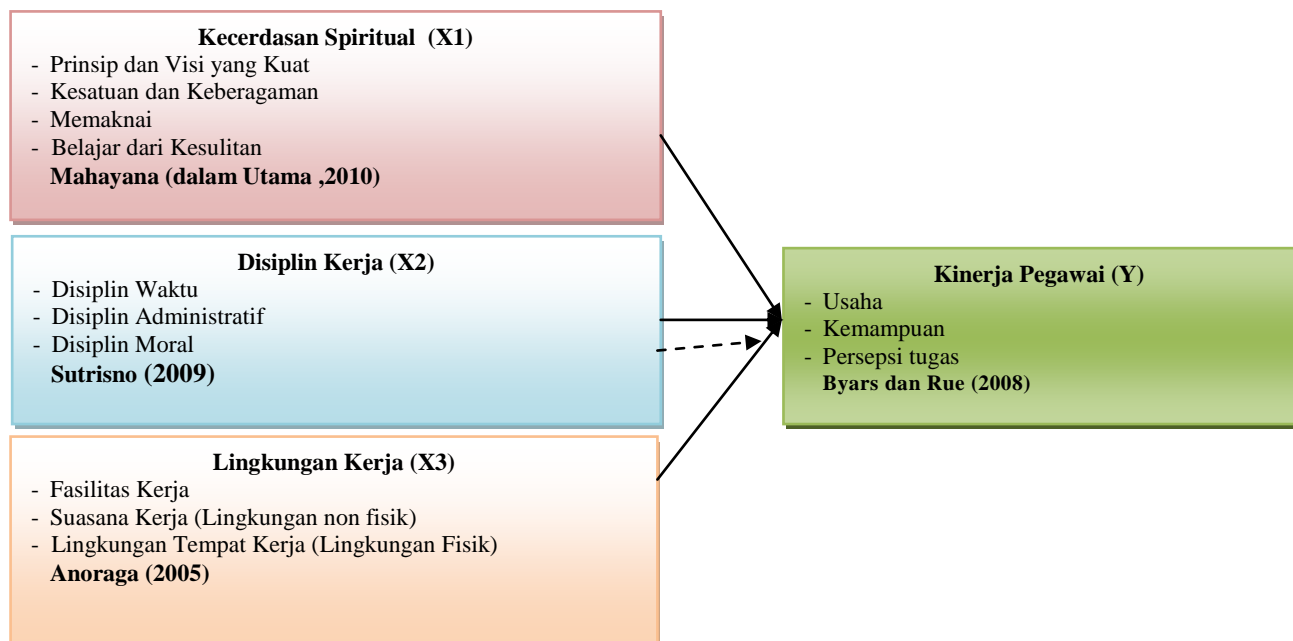 Kecerdasan Spiritual (X1)
- Prinsip dan Visi yang Kuat
- Kesatuan dan Keberagaman
- Memaknai
- Belajar dari Kesulitan
Mahayana (dalam Utama ,2010)
Disiplin Kerja (X2)
- Disiplin Waktu
- Disiplin Administratif
- Disiplin Moral
Sutrisno (2009)
Lingkungan Kerja (X3)
- Fasilitas Kerja
- Suasana Kerja (Lingkungan non fisik)
- Lingkungan Tempat Kerja (Lingkungan Fisik)
Anoraga (2005)
Kinerja Pegawai (Y)
- Usaha
- Kemampuan
- Persepsi tugas
Byars dan Rue (2008)